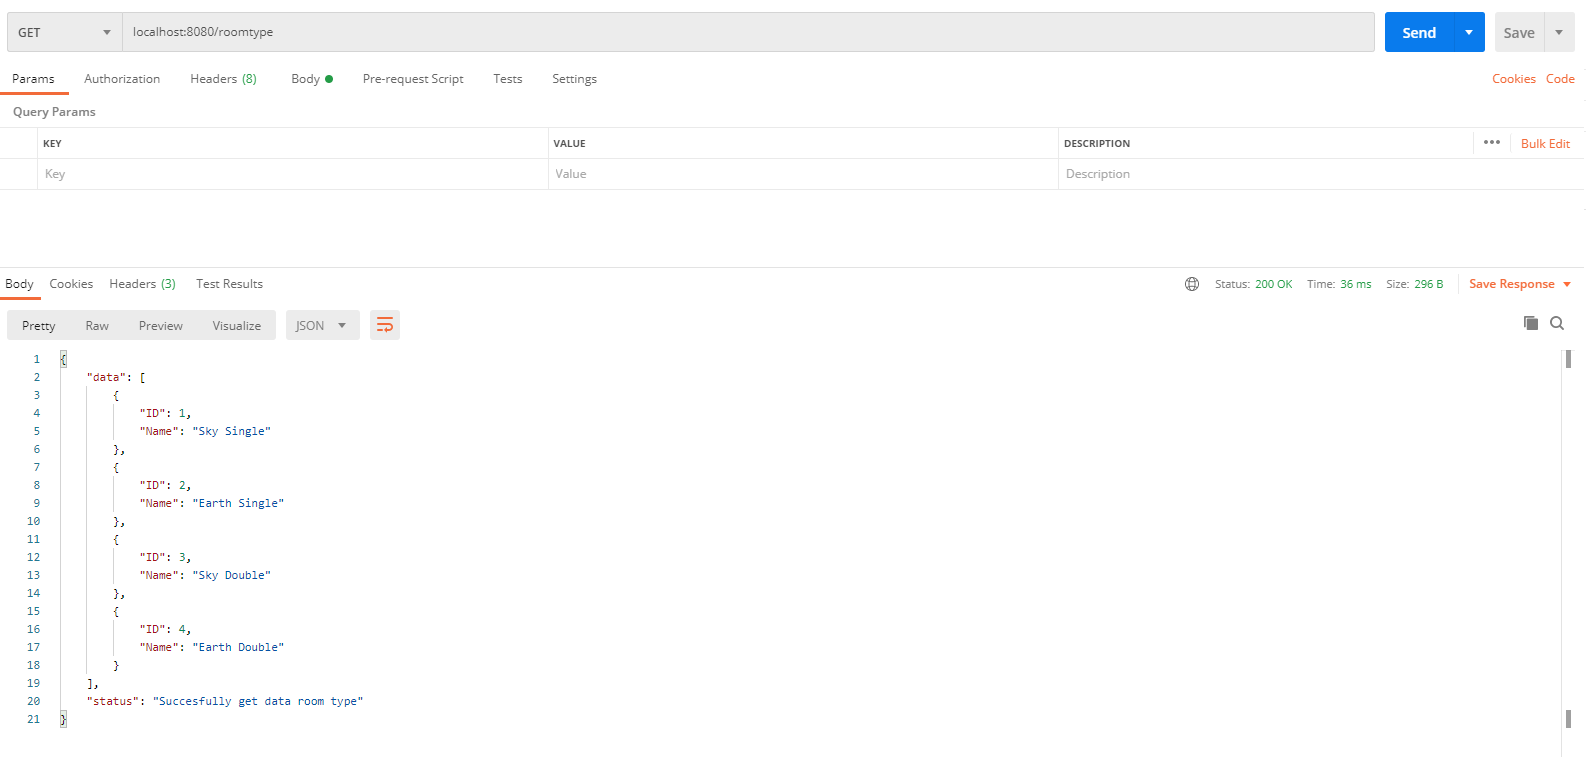 GET localhost:8080/roomtype Send Save
Params Authorization Headers (8) Body Pre-request Script Tests Settings Cookies Code
Query Params
KEY VALUE DESCRIPTION ••• Bulk Edit
Key Value Description
Body Cookies Headers (3) Test Results Status: 200 OK Time: 36 ms Size: 296 B Save Response
Pretty Raw Preview Visualize JSON
1 {
2 "data": [
3 {
4 "ID": 1,
5 "Name": "Sky Single"
6 },
7 {
8 "ID": 2,
9 "Name": "Earth Single"
10 },
11 {
12 "ID": 3,
13 "Name": "Sky Double"
14 },
15 {
16 "ID": 4,
17 "Name": "Earth Double"
18 }
19 ],
20 "status": "Succesfully get data room type"
21 }